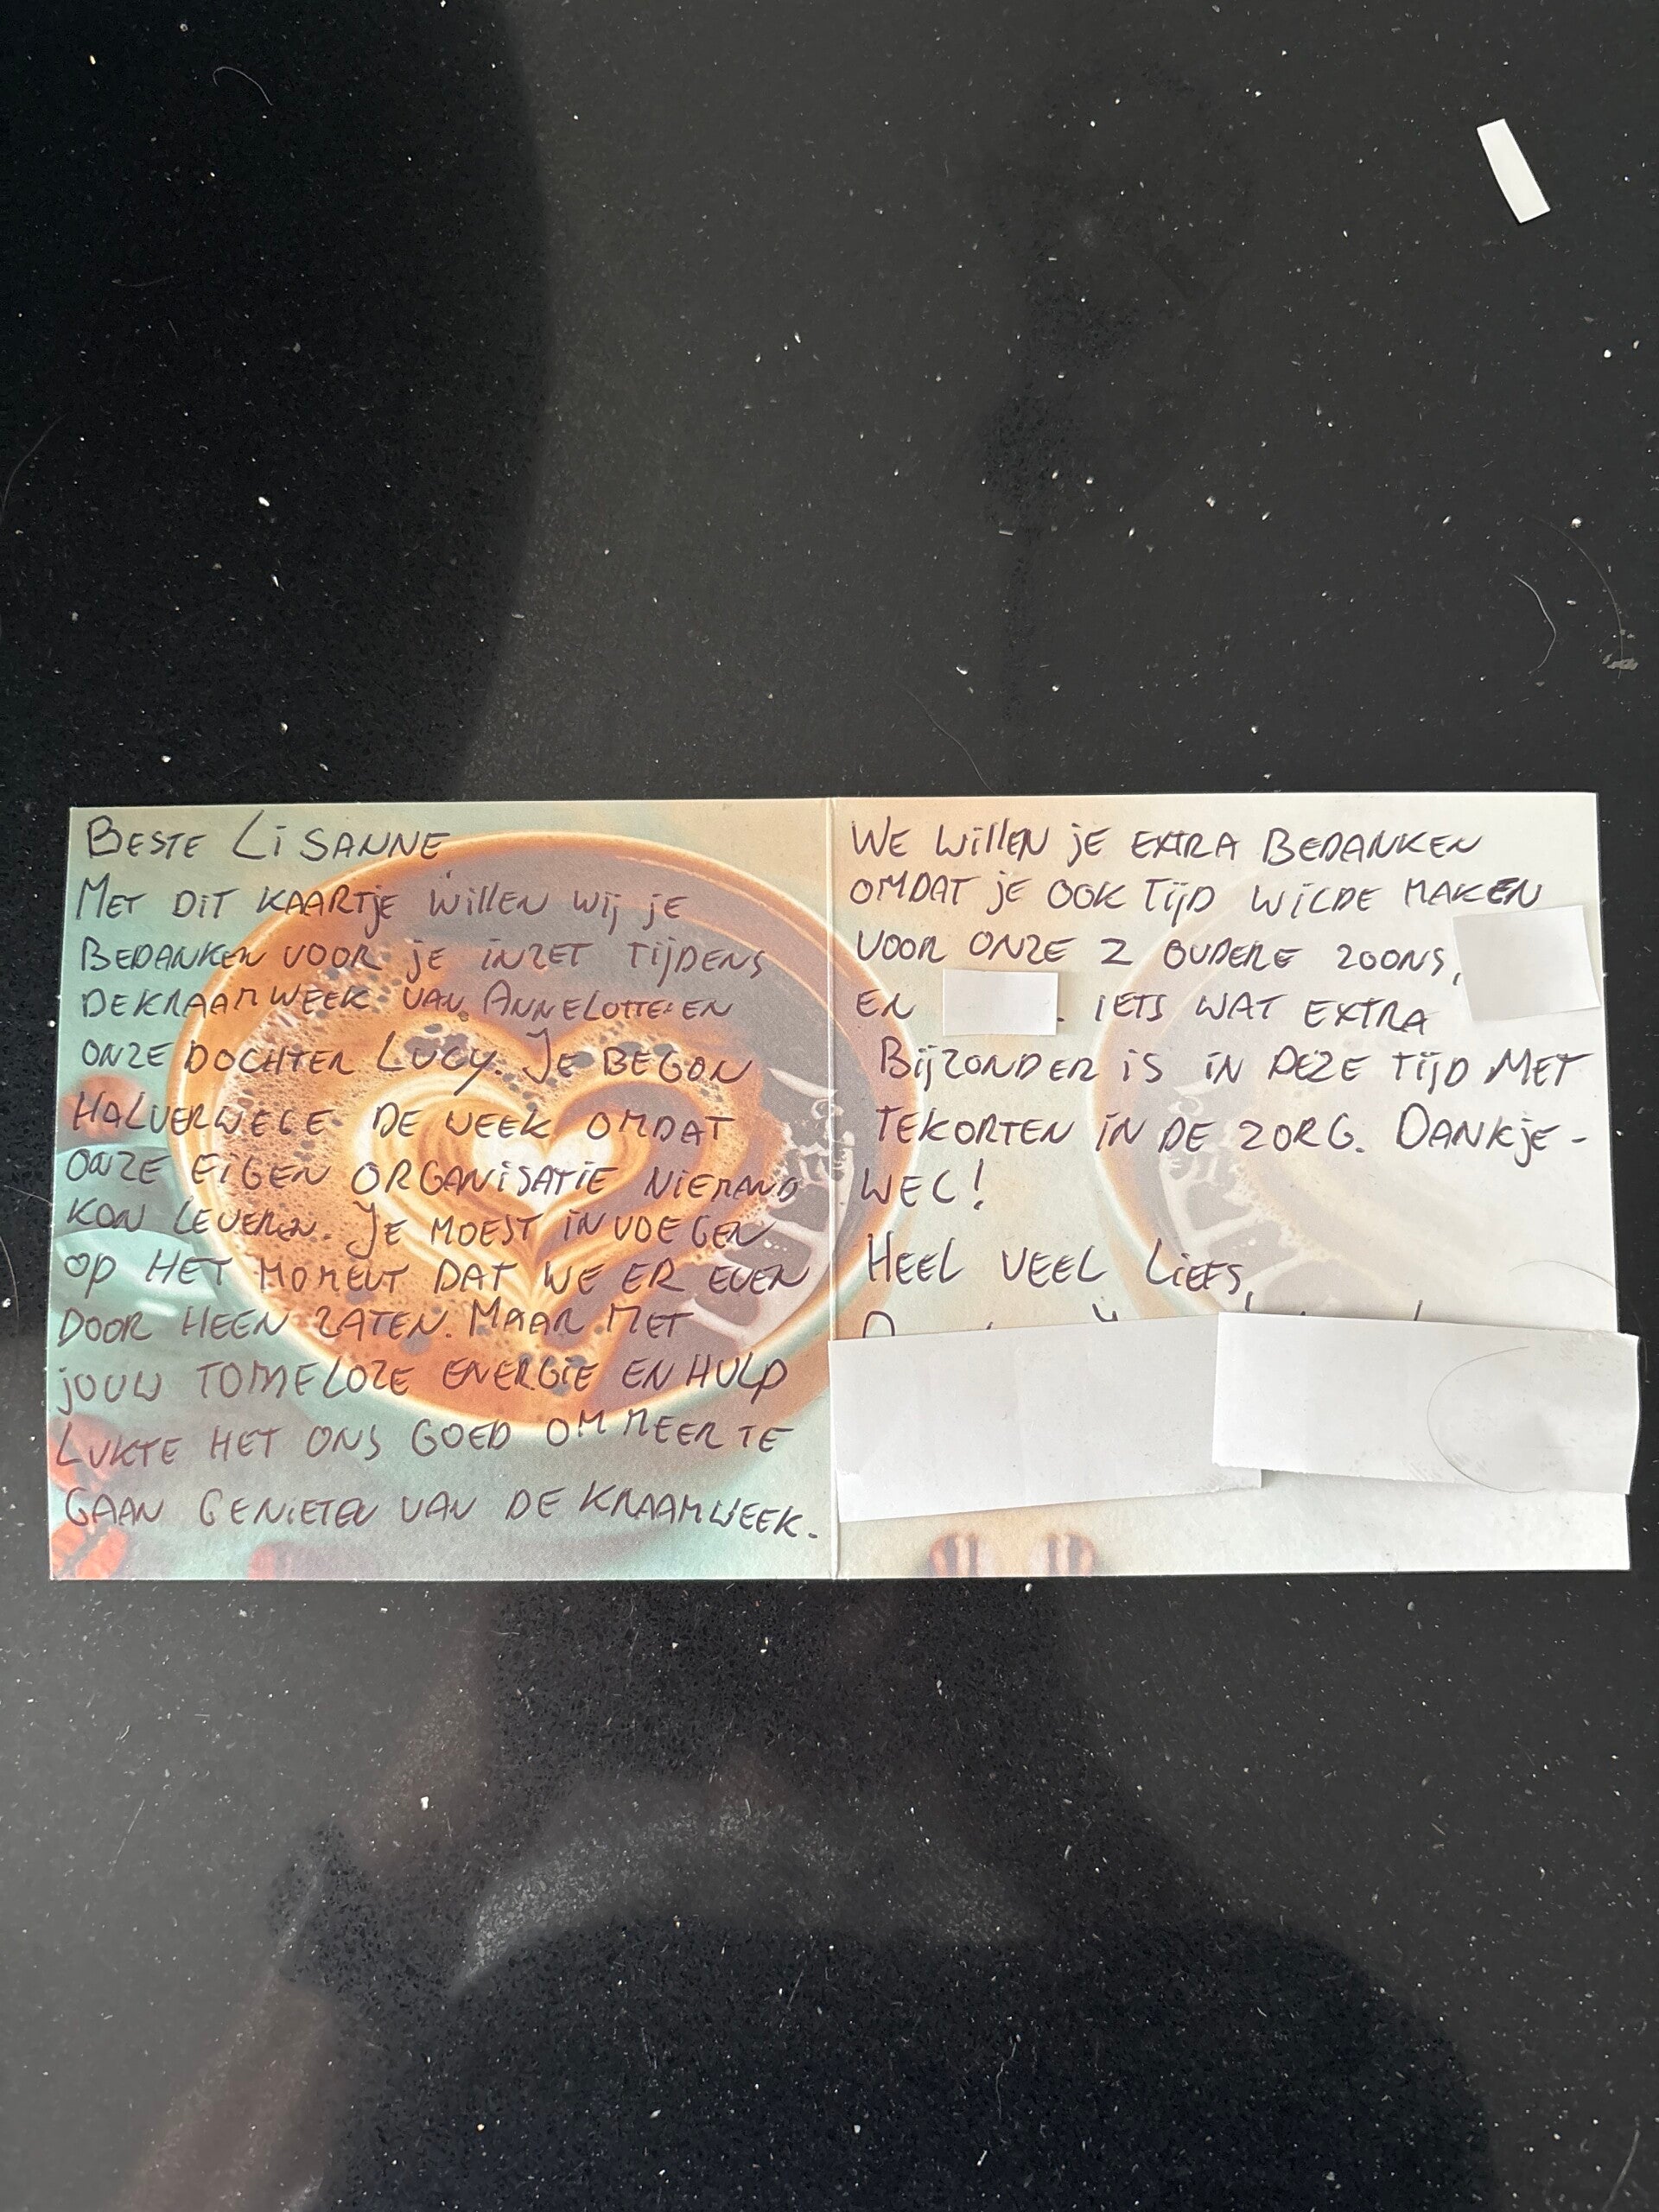 Beste Lisanne
Met dit kaartje willen wij je
bedanken voor je inzet tijdens
de kraamweek van Annelotte en
onze dochter Lucy. Je begon
halverwege de week omdat
onze eigen organisatie niemand
kon leveren. Je moest invoegen
op het moment dat we er even
door heen zaten. Maar met
jouw tomeloze energie en hulp
lukte het ons goed om meer te
gaan genieten van de kraamweek.
We willen je extra bedanken
omdat je ook tijd wilde maken
voor onze 2 oudere zoons,
en . Iets wat extra
bijzonder is in deze tijd met
tekorten in de zorg. Dankje-
wel!
Heel veel liefs,